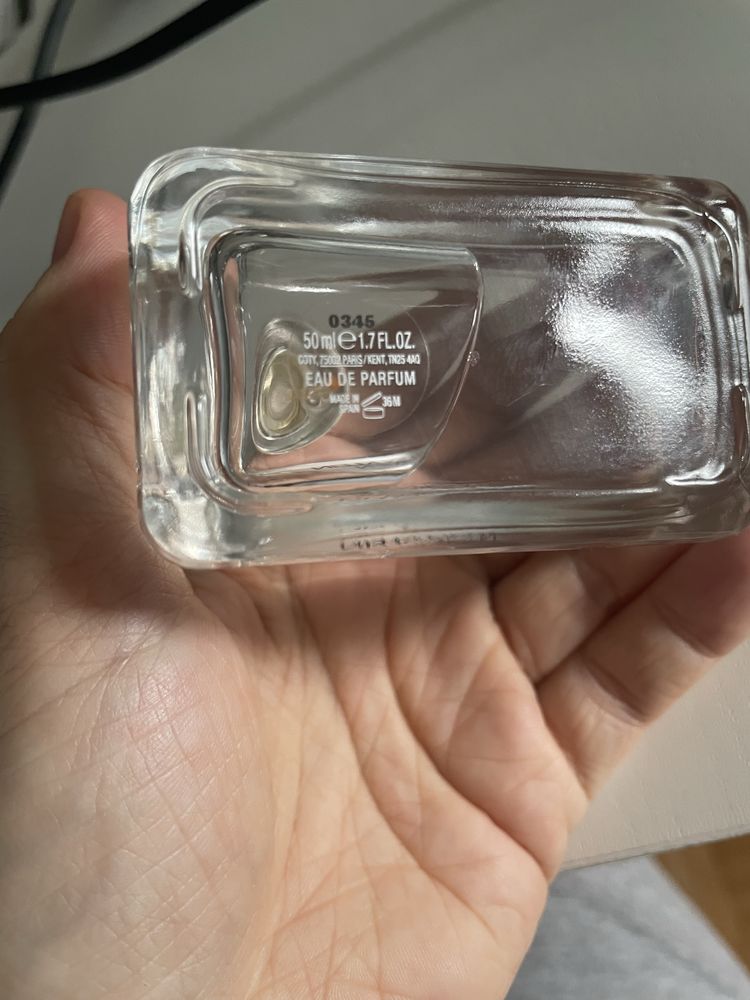 0345
50 ml e 1.7 FL.OZ.
COTY, 75002 PARIS / KENT, TN25 4AQ
EAU DE PARFUM
MADE IN
SPAIN
36M